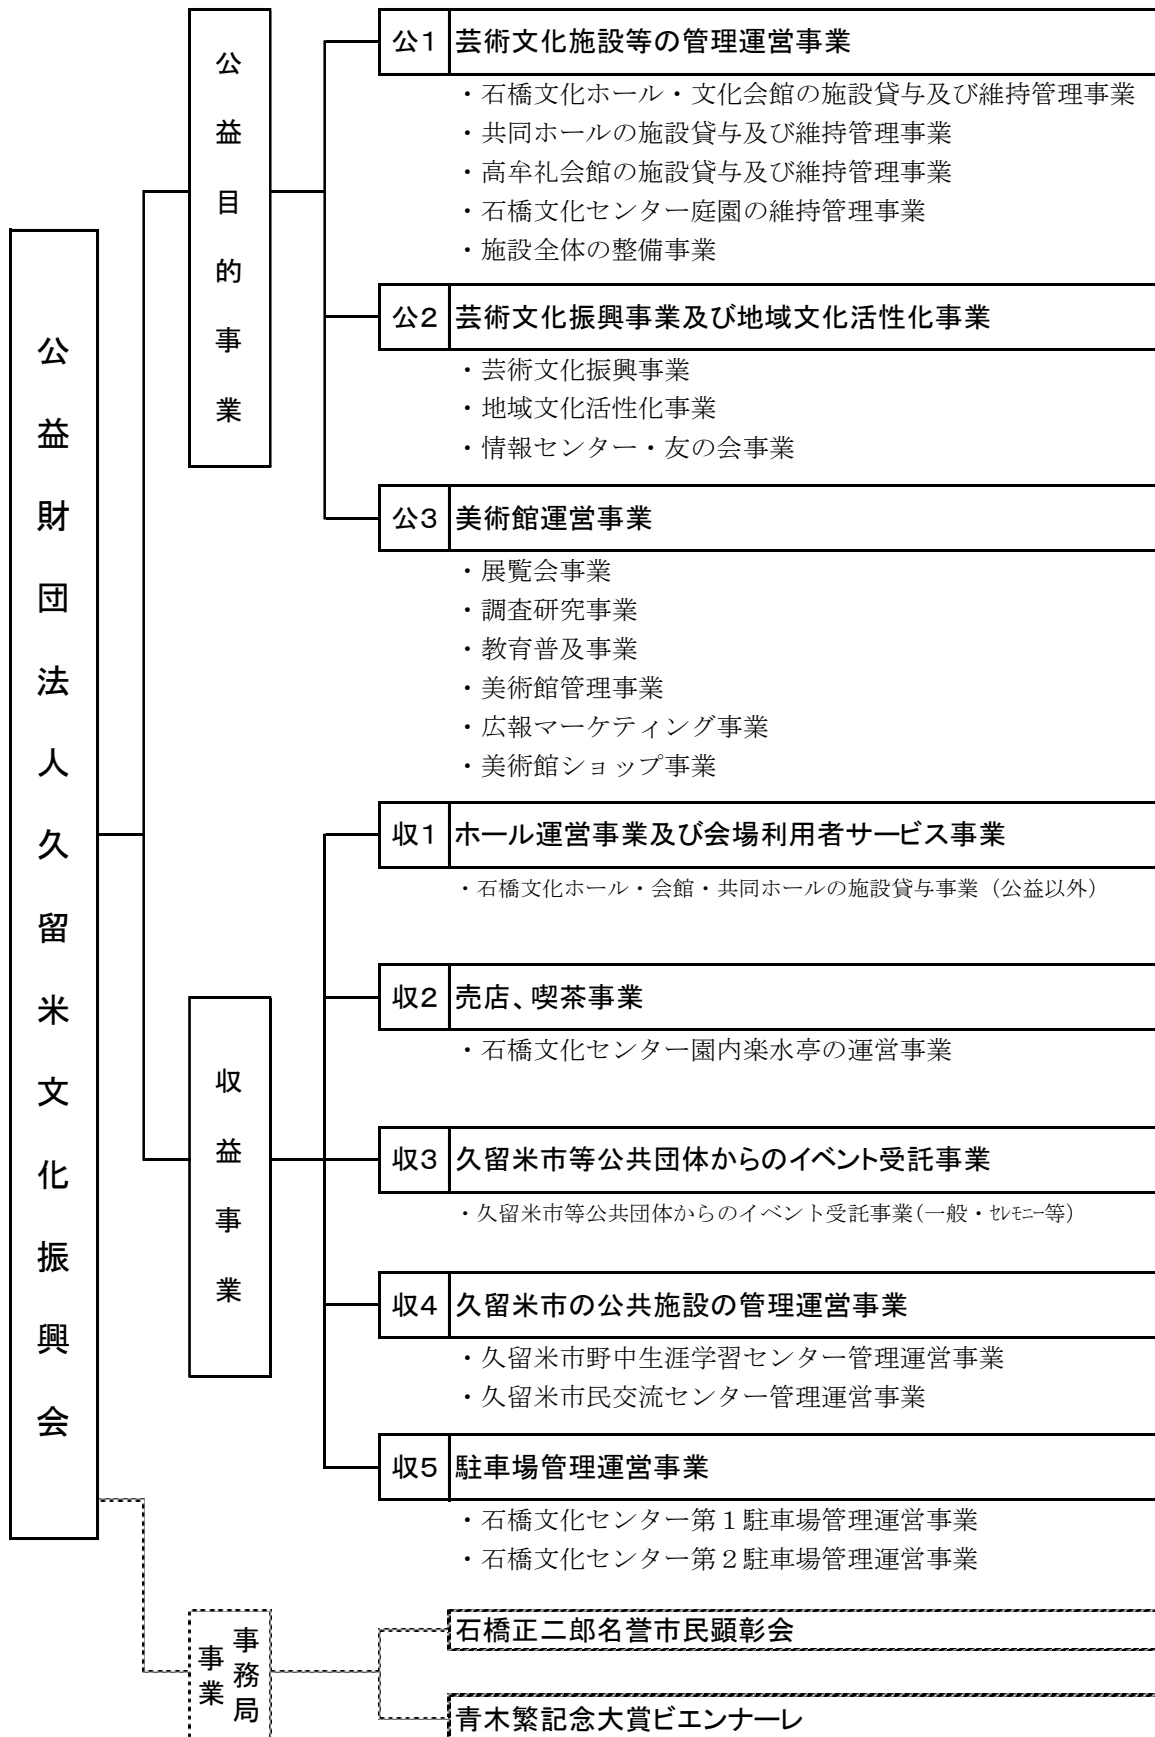 公益財団法人久留米文化振興会
公益目的事業
公1 芸術文化施設等の管理運営事業
・石橋文化ホール・文化会館の施設貸与及び維持管理事業
・共同ホールの施設貸与及び維持管理事業
・高牟礼会館の施設貸与及び維持管理事業
・石橋文化センター庭園の維持管理事業
・施設全体の整備事業
公2 芸術文化振興事業及び地域文化活性化事業
・芸術文化振興事業
・地域文化活性化事業
・情報センター・友の会事業
公3 美術館運営事業
・展覧会事業
・調査研究事業
・教育普及事業
・美術館管理事業
・広報マーケティング事業
・美術館ショップ事業
収益事業
収1 ホール運営事業及び会場利用者サービス事業
・石橋文化ホール・会館・共同ホールの施設貸与事業（公益以外）
収2 売店、喫茶事業
・石橋文化センター園内楽水亭の運営事業
収3 久留米市等公共団体からのイベント受託事業
・久留米市等公共団体からのイベント受託事業(一般・ｾﾚﾓﾆｰ等)
収4 久留米市の公共施設の管理運営事業
・久留米市野中生涯学習センター管理運営事業
・久留米市民交流センター管理運営事業
収5 駐車場管理運営事業
・石橋文化センター第１駐車場管理運営事業
・石橋文化センター第２駐車場管理運営事業
事務局
事業
石橋正二郎名誉市民顕彰会
青木繁記念大賞ビエンナーレ